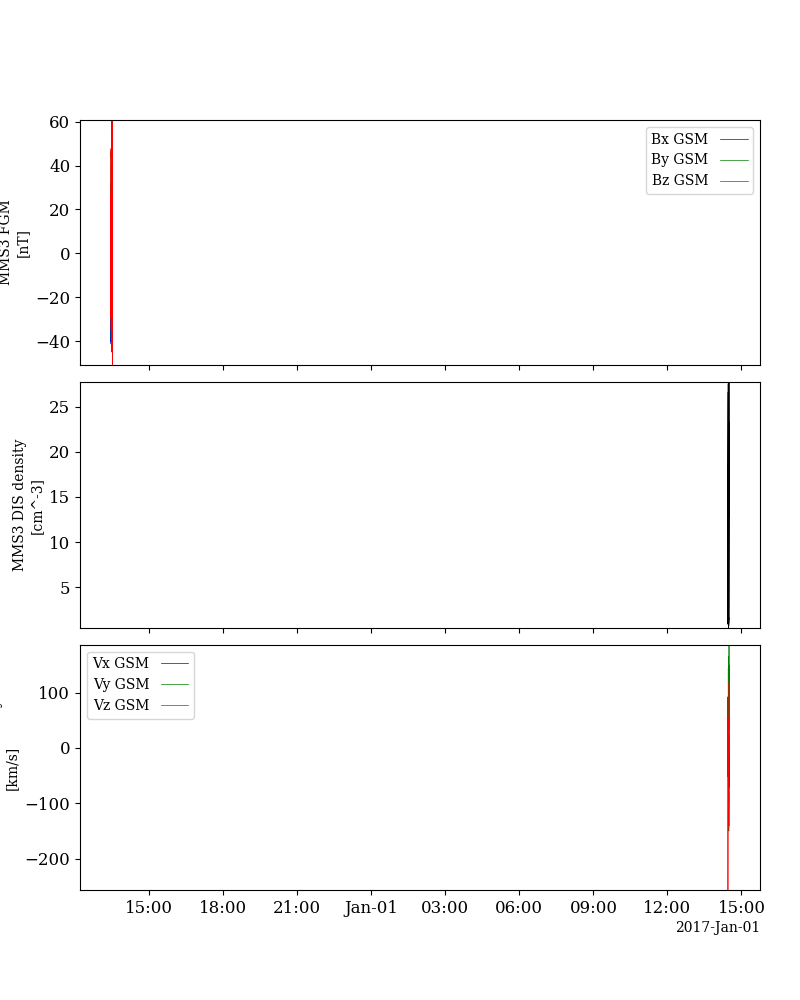 60
40
20
0
−20
−40
MMS3 FGM
[nT]
Bx GSM
By GSM
Bz GSM
25
20
15
10
5
MMS3 DIS density
[cm^-3]
100
0
−100
−200
[km/s]
Vx GSM
Vy GSM
Vz GSM
15:00 18:00 21:00 Jan-01 03:00 06:00 09:00 12:00 15:00
2017-Jan-01